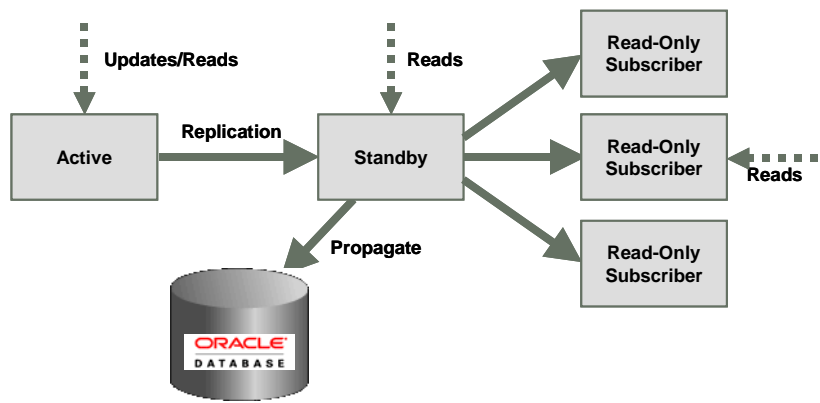 Updates/Reads
Reads
Read-Only
Subscriber
Active
Replication
Standby
Read-Only
Subscriber
Reads
Propagate
Read-Only
Subscriber
ORACLE®
DATABASE